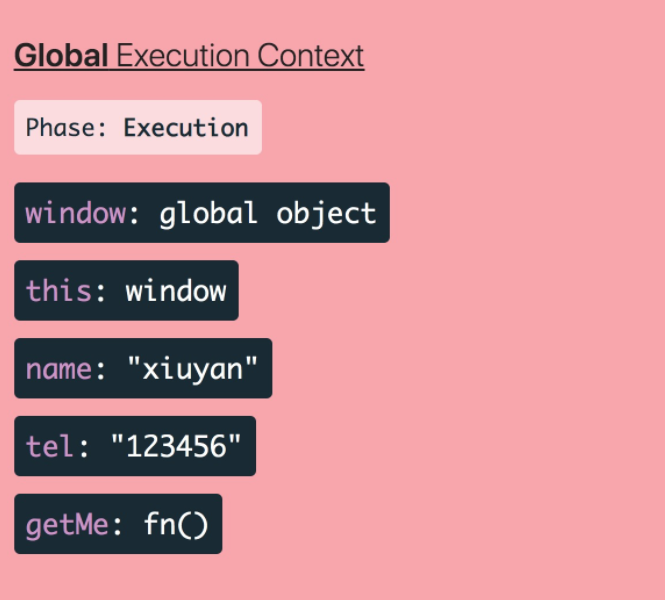 Global Execution Context
Phase: Execution
window: global object
this: window
name: "xiuyan"
tel: "123456"
getMe: fn()